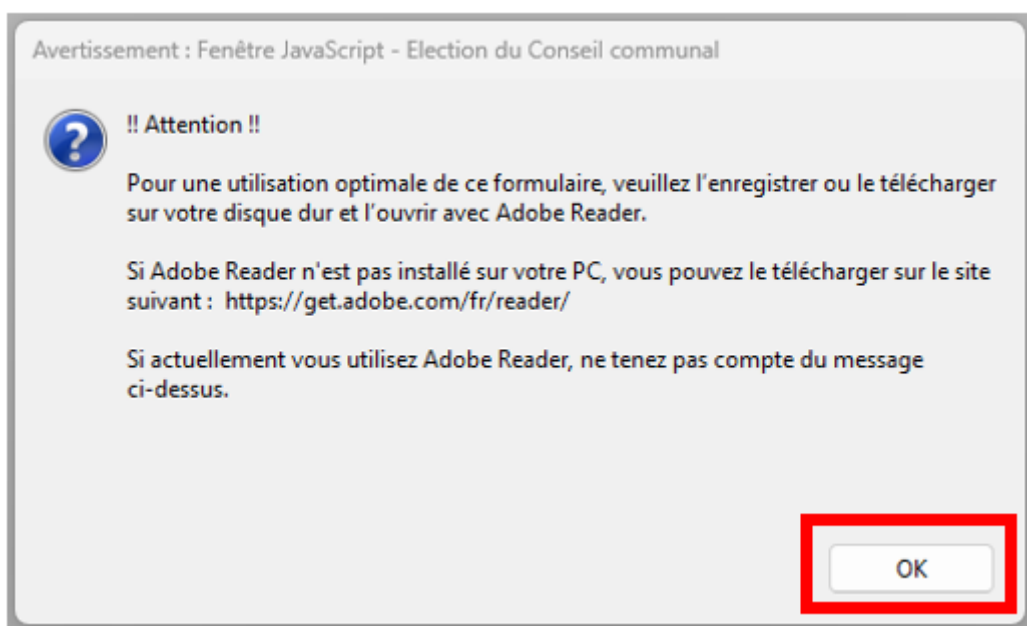 Avertissement : Fenêtre JavaScript - Election du Conseil communal
!! Attention !!
Pour une utilisation optimale de ce formulaire, veuillez l'enregistrer ou le télécharger
sur votre disque dur et l'ouvrir avec Adobe Reader.
Si Adobe Reader n'est pas installé sur votre PC, vous pouvez le télécharger sur le site
suivant :  https://get.adobe.com/fr/reader/
Si actuellement vous utilisez Adobe Reader, ne tenez pas compte du message
ci-dessus.
OK